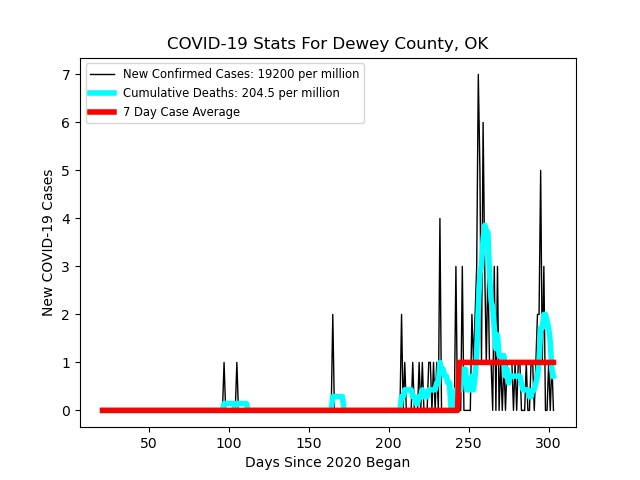 COVID-19 Stats For Dewey County, OK
New Confirmed Cases: 19200 per million
Cumulative Deaths: 204.5 per million
7 Day Case Average
New COVID-19 Cases
7
6
5
4
3
2
1
0
50 100 150 200 250 300
Days Since 2020 Began